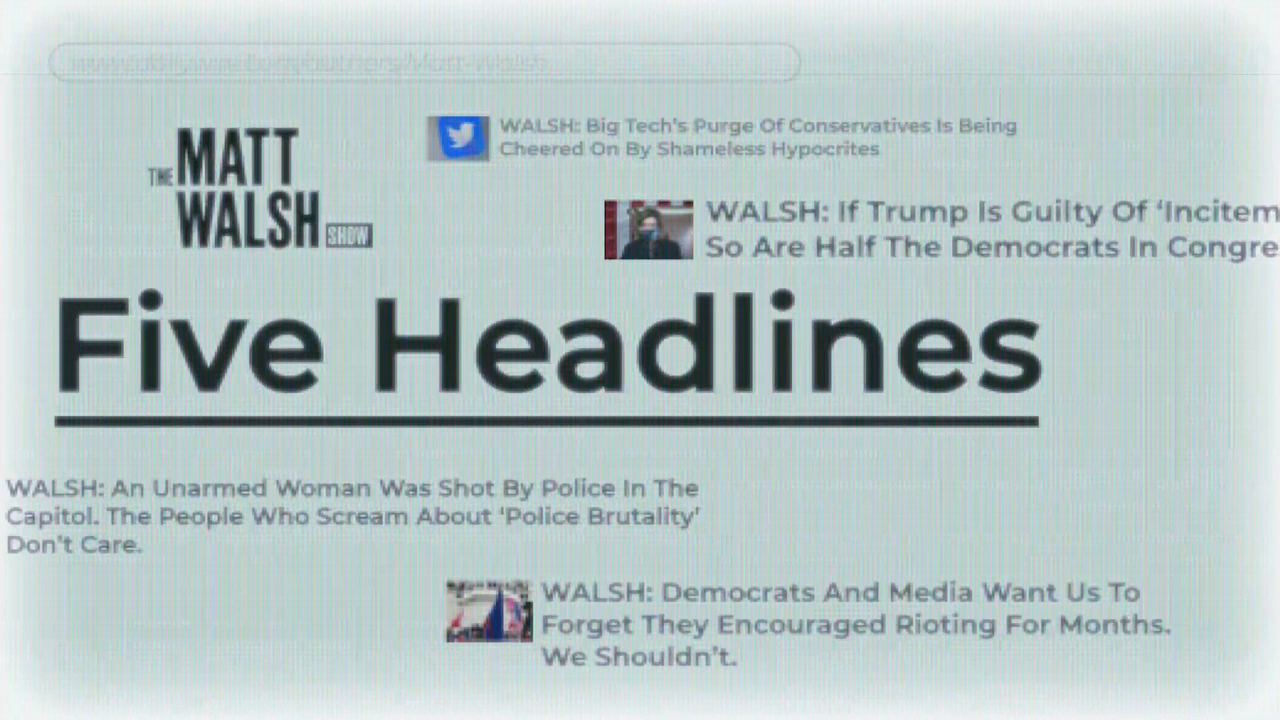 THE MATT
WALSH SHOW
WALSH: Big Tech's Purge Of Conservatives Is Being
Cheered On By Shameless Hypocrites
WALSH: If Trump Is Guilty Of ‘Incitem
So Are Half The Democrats In Congre
Five Headlines
WALSH: An Unarmed Woman Was Shot By Police In The
Capitol. The People Who Scream About ‘Police Brutality’
Don't Care.
WALSH: Democrats And Media Want Us To
Forget They Encouraged Rioting For Months.
We Shouldn't.